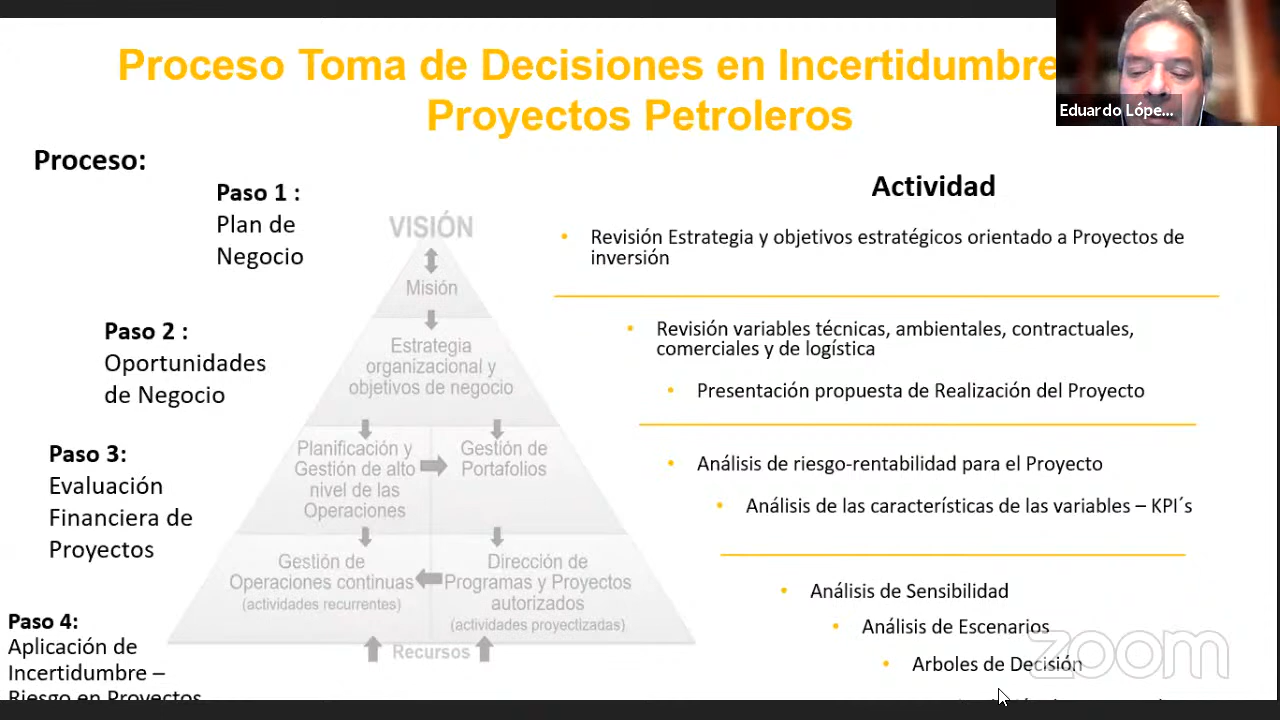 Proceso Toma de Decisiones en Incertidumbre
Proyectos Petroleros
Eduardo Lópe...
Proceso:
Paso 1 :
Plan de
Negocio
Paso 2 :
Oportunidades
de Negocio
Paso 3:
Evaluación
Financiera de
Proyectos
Paso 4:
Aplicación de
Incertidumbre –
Riesgo en Proyectos
VISIÓN
Misión
Estrategia
organizacional y
objetivos de negocio
Planificación y
Gestión de alto
nivel de las
Operaciones
Gestión de
Portafolios
Gestión de
Operaciones continuas
(actividades recurrentes)
Dirección de
Programas y Proyectos
autorizados
(actividades proyectizadas)
Recursos
Actividad
• Revisión Estrategia y objetivos estratégicos orientado a Proyectos de
inversión
• Revisión variables técnicas, ambientales, contractuales,
comerciales y de logística
• Presentación propuesta de Realización del Proyecto
• Análisis de riesgo-rentabilidad para el Proyecto
• Análisis de las características de las variables – KPI´s
• Análisis de Sensibilidad
• Análisis de Escenarios
• Arboles de Decisión
zoom